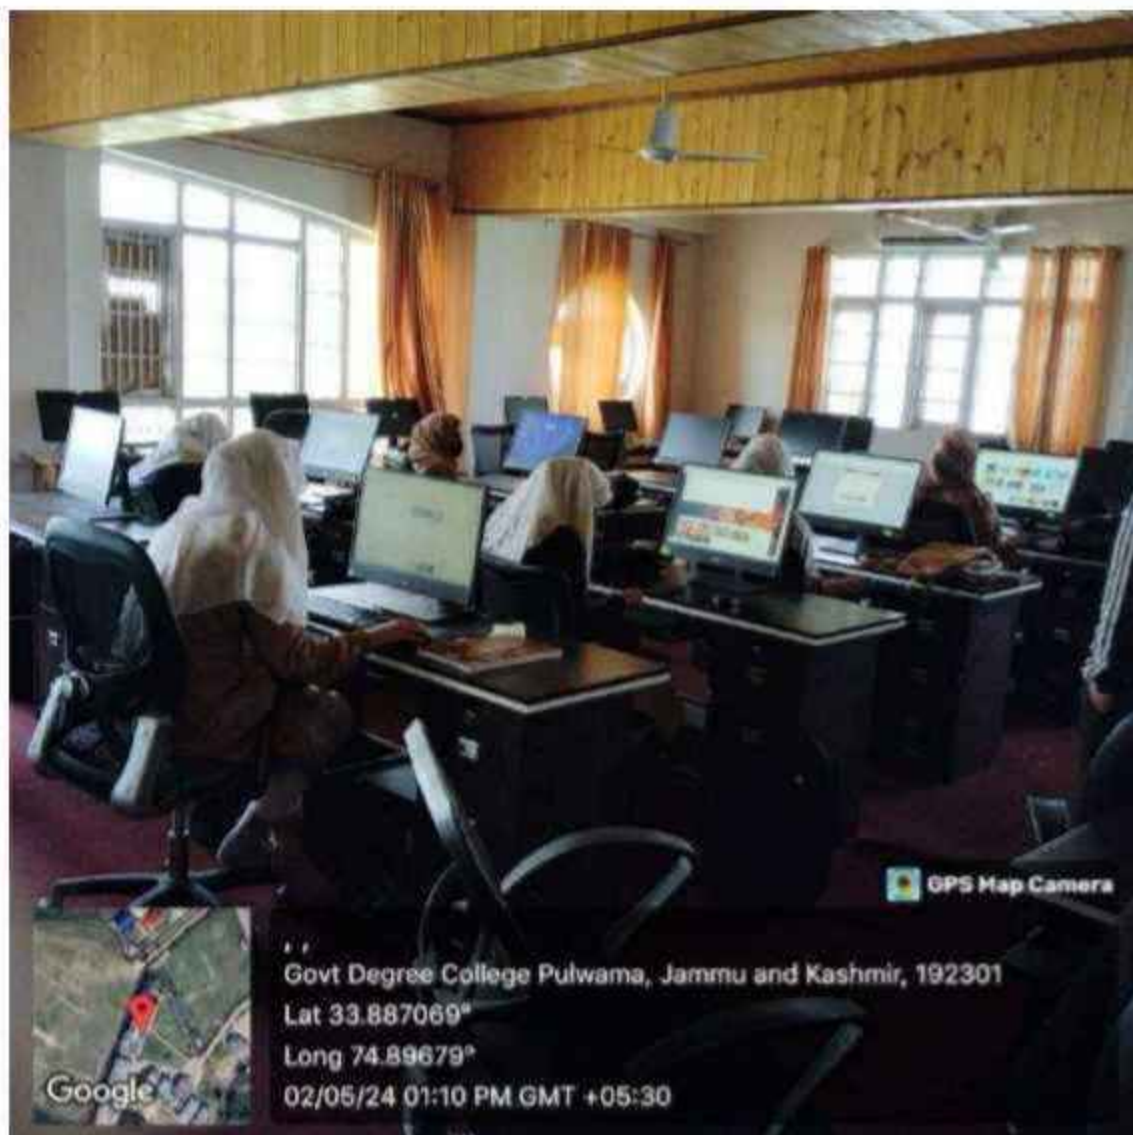 GPS Map Camera
Govt Degree College Pulwama, Jammu and Kashmir, 192301
Lat 33.887069°
Long 74.89679°
02/05/24 01:10 PM GMT +05:30
Google